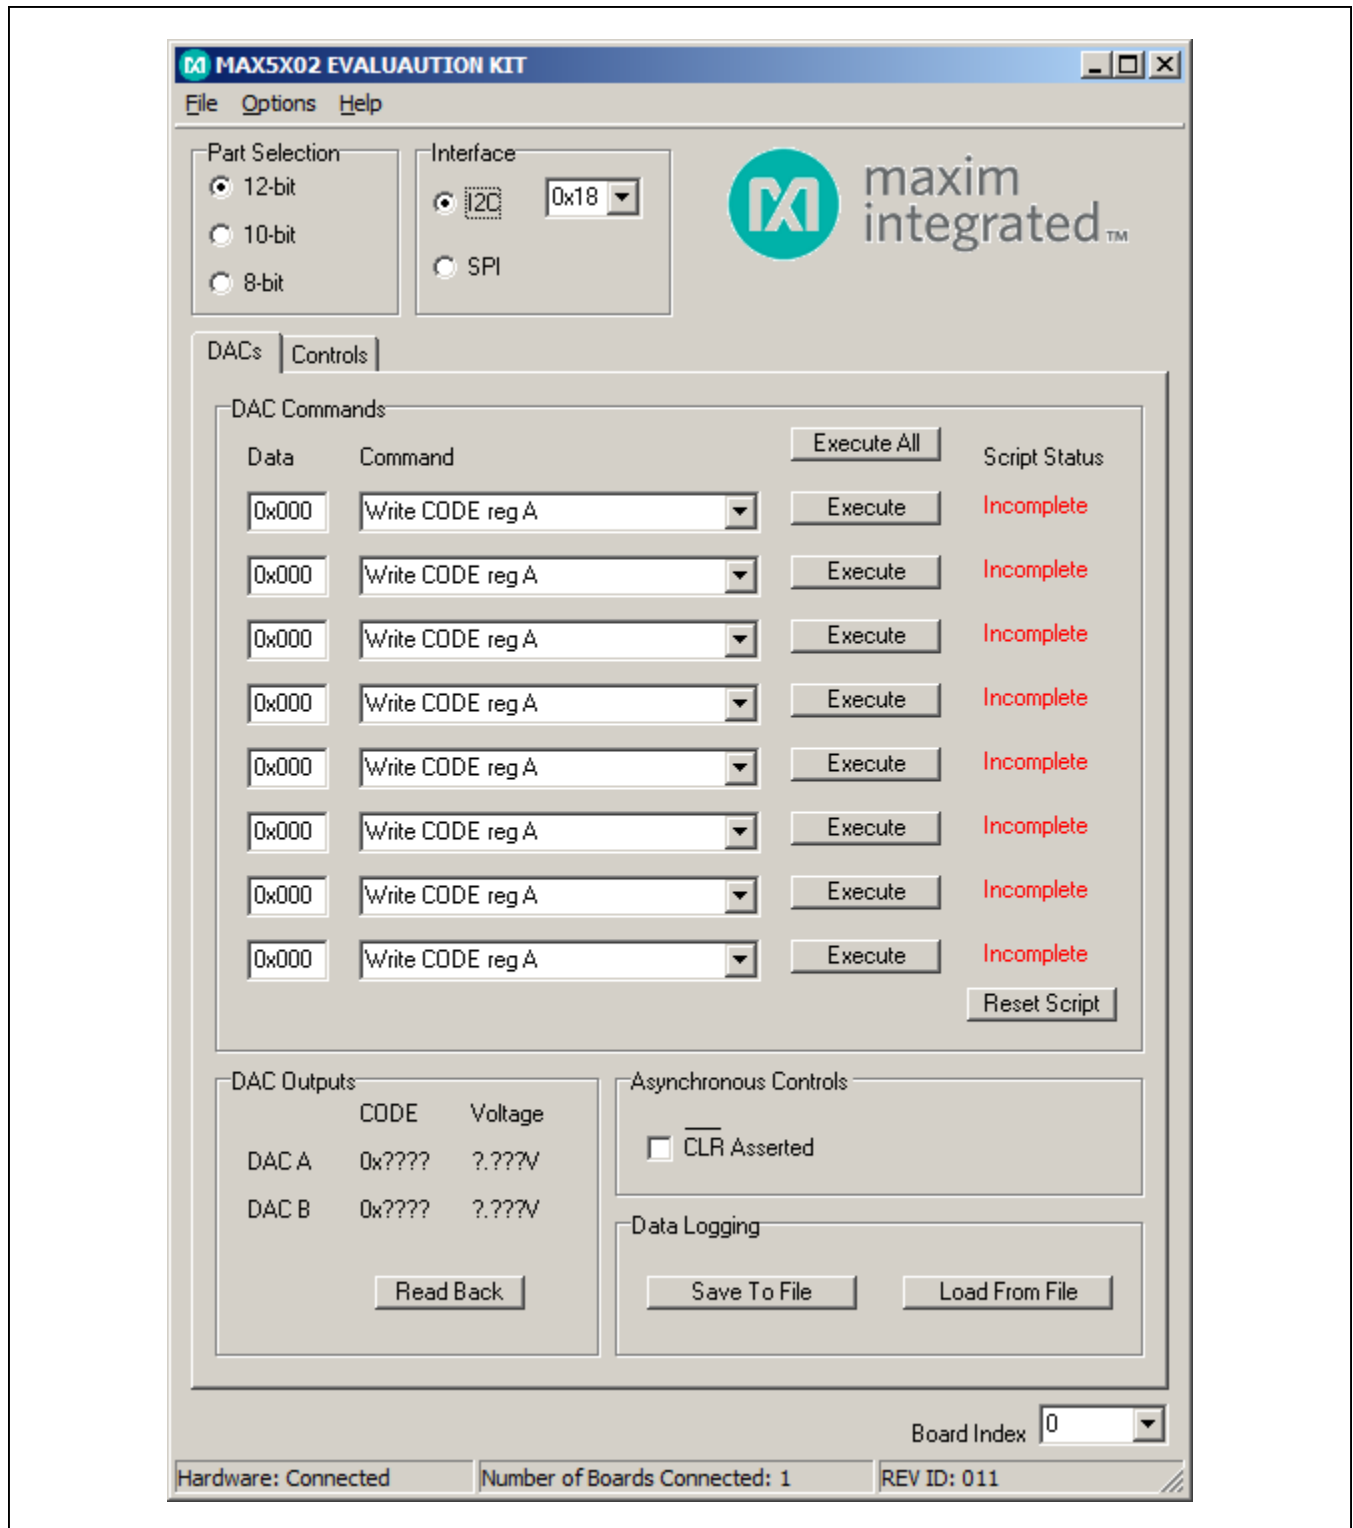 MAX5X02 EVALUAUTION KIT
File Options Help
Part Selection
12-bit
10-bit
8-bit
Interface
I2C 0x18
SPI
maxim
integrated™
DACs Controls
DAC Commands
Data Command Execute All Script Status
0x000 Write CODE reg A Execute Incomplete
0x000 Write CODE reg A Execute Incomplete
0x000 Write CODE reg A Execute Incomplete
0x000 Write CODE reg A Execute Incomplete
0x000 Write CODE reg A Execute Incomplete
0x000 Write CODE reg A Execute Incomplete
0x000 Write CODE reg A Execute Incomplete
0x000 Write CODE reg A Execute Incomplete
Reset Script
DAC Outputs
CODE Voltage
DAC A 0x???? ?.???V
DAC B 0x???? ?.???V
Read Back
Asynchronous Controls
CLR Asserted
Data Logging
Save To File Load From File
Board Index 0
Hardware: Connected Number of Boards Connected: 1 REV ID: 011